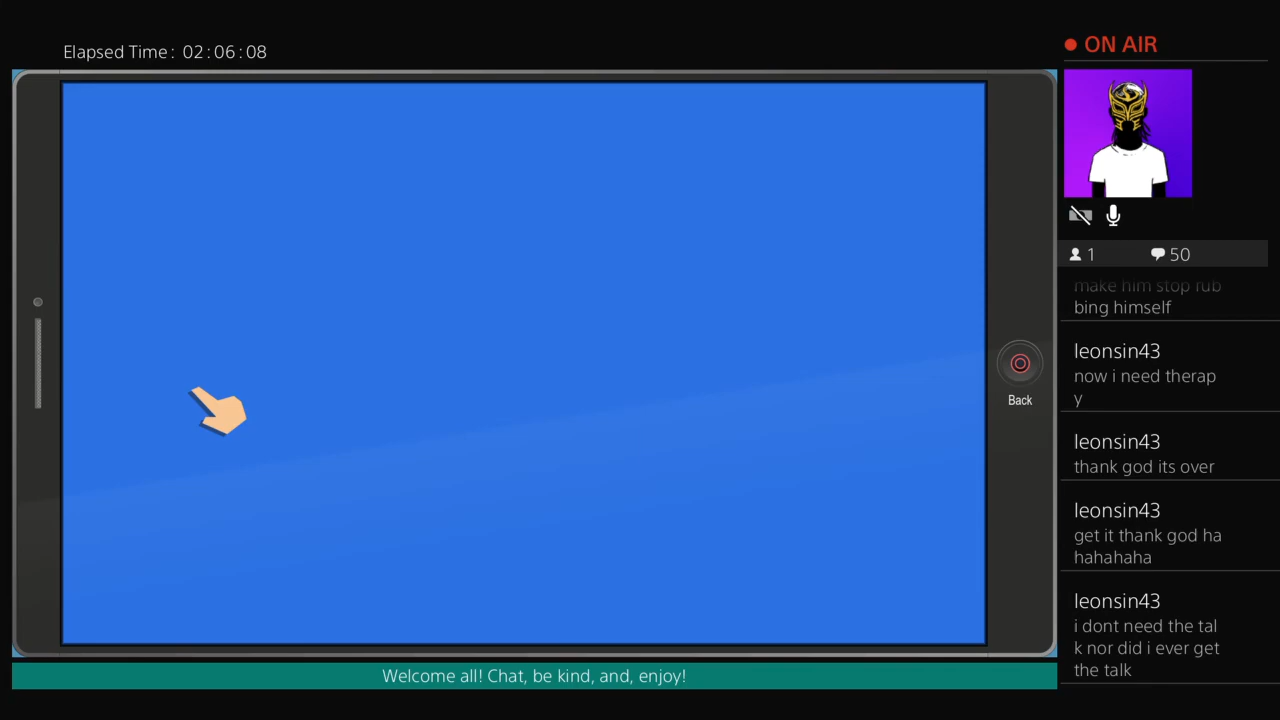 Elapsed Time: 02:06:08
ON AIR
1 50
make him stop rub
bing himself
leonsin43
now i need therap
y
leonsin43
thank god its over
leonsin43
get it thank god ha
hahahaha
leonsin43
i dont need the tal
k nor did i ever get
the talk
Back
Welcome all! Chat, be kind, and, enjoy!